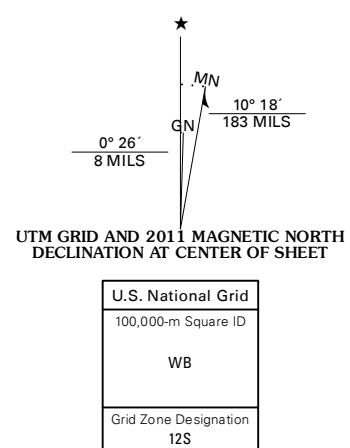 ★
MN
10° 18´
183 MILS
GN
0° 26´
8 MILS
UTM GRID AND 2011 MAGNETIC NORTH
DECLINATION AT CENTER OF SHEET
U.S. National Grid
100,000-m Square ID
WB
Grid Zone Designation
12S